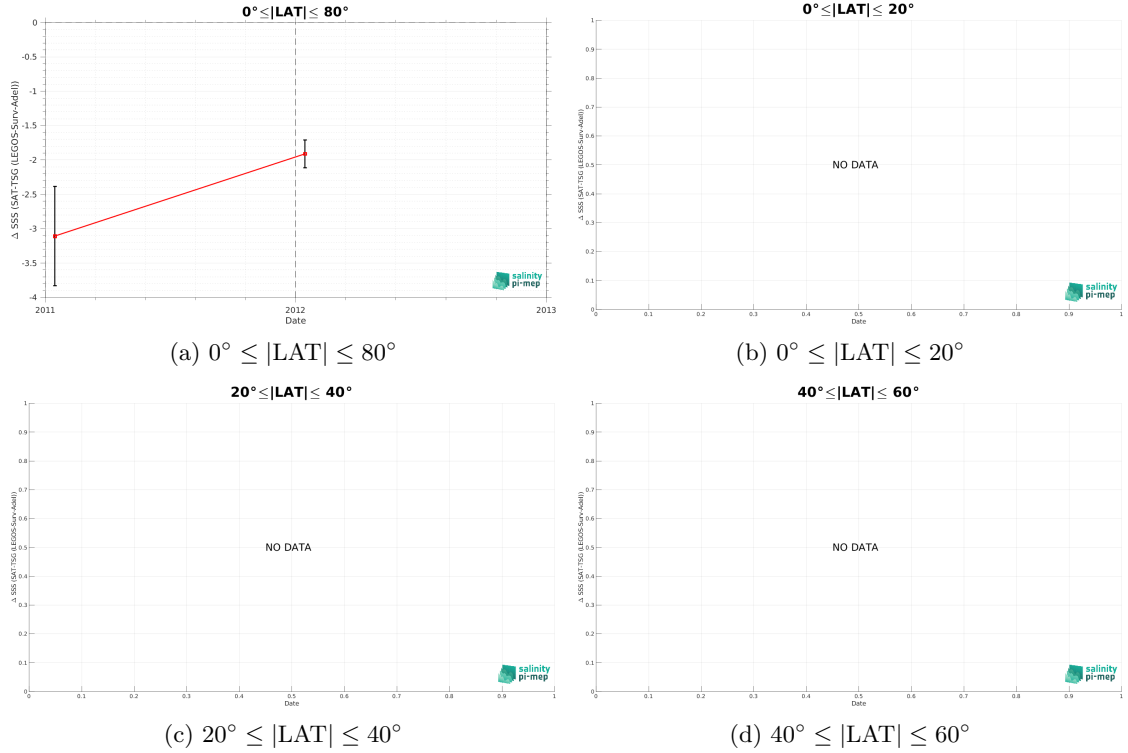 0°≤|LAT|≤ 80°
0
-0.5
-1
-1.5
-2
-2.5
-3
-3.5
-4
Δ SSS (SAT-TSG (LEGOS-Surv-Adel))
2011
2012
2013
Date
salinity
pi-mep
(a) 0° ≤ |LAT| ≤ 80°
0°≤|LAT|≤ 20°
1
0.9
0.8
0.7
0.6
0.5
0.4
0.3
0.2
0.1
0
Δ SSS (SAT-TSG (LEGOS-Surv-Adel))
NO DATA
0 0.1 0.2 0.3 0.4 0.5 0.6 0.7 0.8 0.9 1
Date
salinity
pi-mep
(b) 0° ≤ |LAT| ≤ 20°
20°≤|LAT|≤ 40°
1
0.9
0.8
0.7
0.6
0.5
0.4
0.3
0.2
0.1
0
Δ SSS (SAT-TSG (LEGOS-Surv-Adel))
NO DATA
0 0.1 0.2 0.3 0.4 0.5 0.6 0.7 0.8 0.9 1
Date
salinity
pi-mep
(c) 20° ≤ |LAT| ≤ 40°
40°≤|LAT|≤ 60°
1
0.9
0.8
0.7
0.6
0.5
0.4
0.3
0.2
0.1
0
Δ SSS (SAT-TSG (LEGOS-Surv-Adel))
NO DATA
0 0.1 0.2 0.3 0.4 0.5 0.6 0.7 0.8 0.9 1
Date
salinity
pi-mep
(d) 40° ≤ |LAT| ≤ 60°